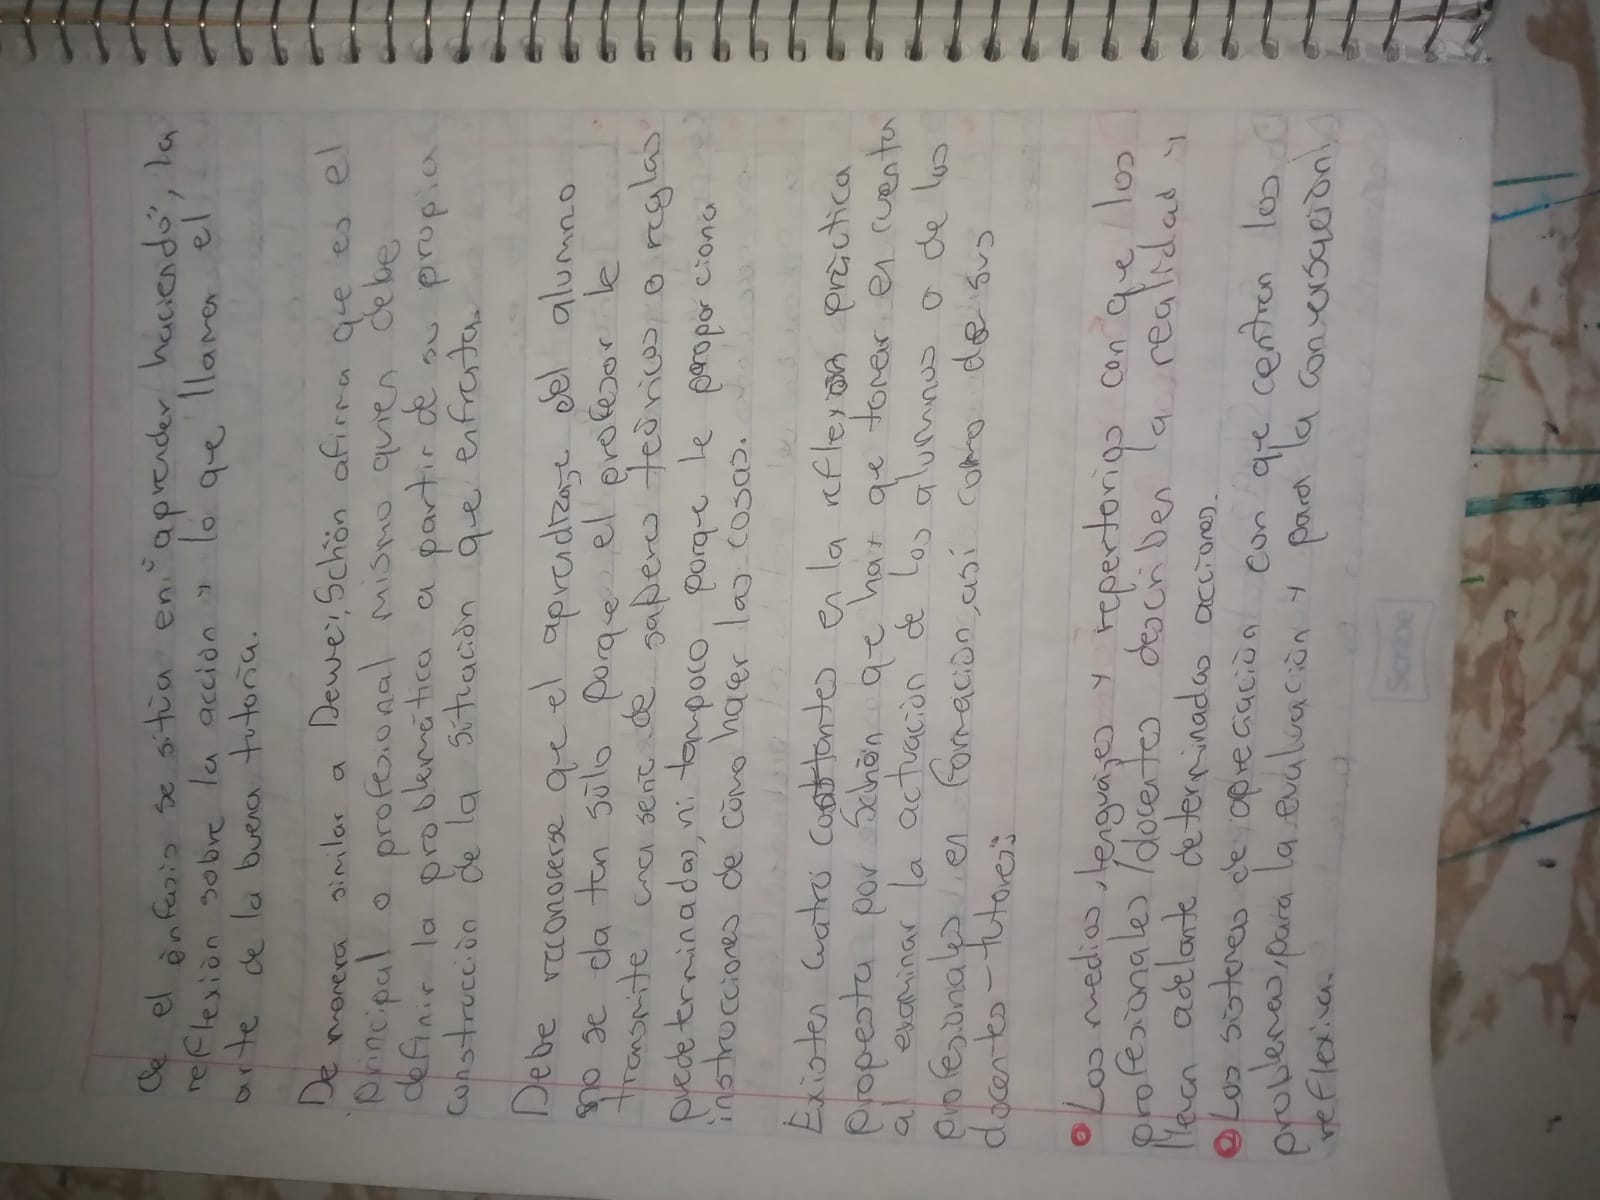 de el énfasis se sitúa en "aprender haciendo", la
reflexión sobre la acción y lo que llaman el
arte de la buena tutoría.
De manera similar a Dewey, Schön afirma que es el
principal o profesional mismo quien debe
definir la problemática a partir de su propia
construcción de la situación que enfrenta.
Debe reconocerse que el aprendizaje del alumno
no se da tan sólo porque el profesor le
transmite una serie de saberes teóricos o reglas
predeterminadas, ni tampoco porque le proporciona
instrucciones de cómo hacer las cosas.
Existen cuatro constantes en la reflexión práctica
propesta por Schön que hay que tomar en cuenta
al examinar la actuación de los alumnos o de los
profesionales en formación, así como de sus
docentes-tutores:
Los medios, lenguajes y repertorios con que los
profesionales/docentes describen la realidad y
llevan adelante determinadas acciones.
2 Los sistemas de apreciación con que centran los
problemas, para la evaluación y para la conversación
reflexiva.
Scribe